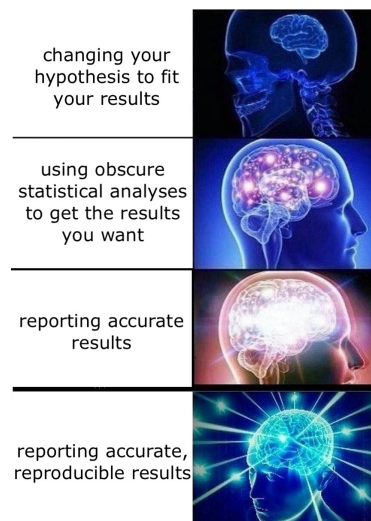 changing your
hypothesis to fit
your results
using obscure
statistical analyses
to get the results
you want
reporting accurate
results
reporting accurate,
reproducible results